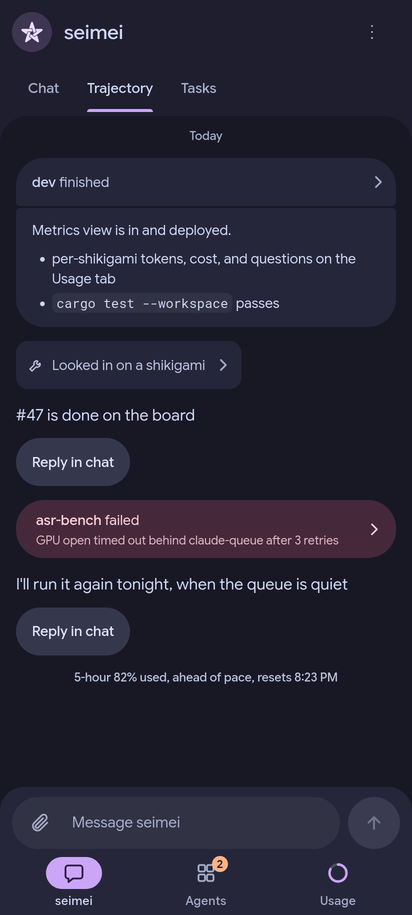 seimei
Chat
Trajectory
Tasks
Today
dev finished
Metrics view is in and deployed.
• per-shikigami tokens, cost, and questions on the
Usage tab
• cargo test --workspace passes
Looked in on a shikigami
#47 is done on the board
Reply in chat
asr-bench failed
GPU open timed out behind claude-queue after 3 retries
I'll run it again tonight, when the queue is quiet
Reply in chat
5-hour 82% used, ahead of pace, resets 8:23 PM
Message seimei
2
seimei
Agents
Usage